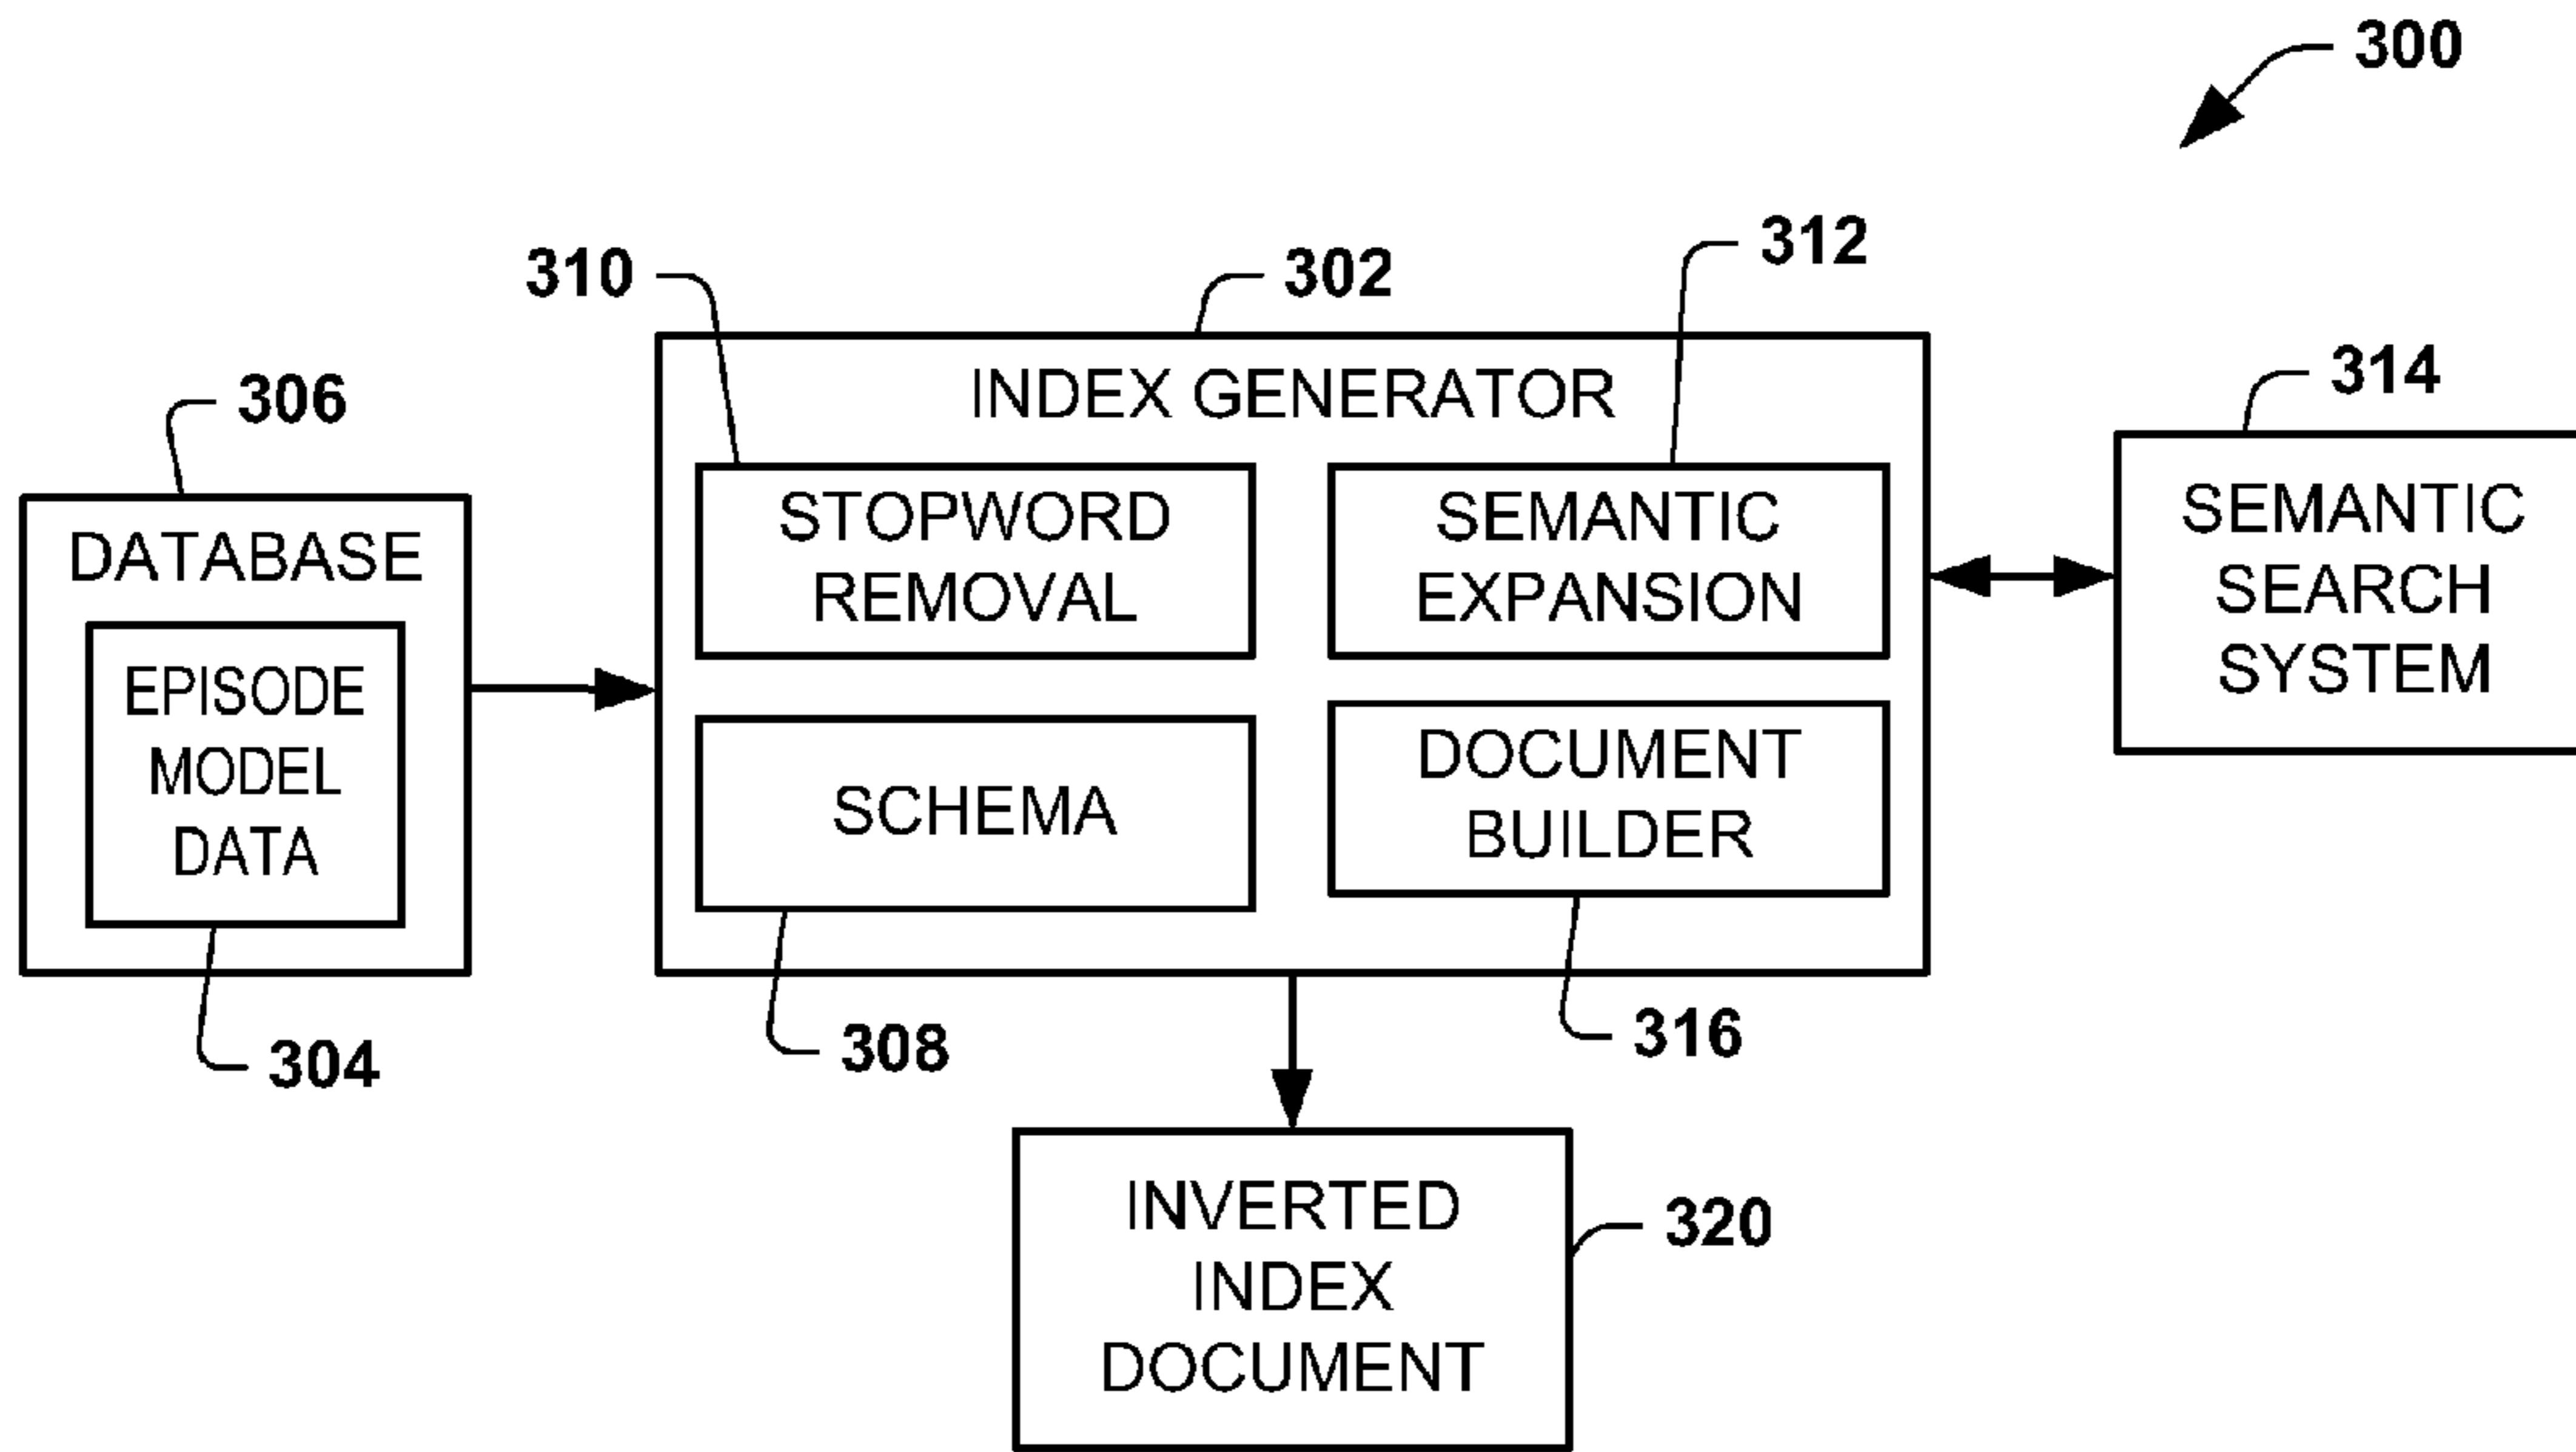 300
310
302
312
306
314
INDEX GENERATOR
DATABASE
EPISODE
MODEL
DATA
304
STOPWORD
REMOVAL
SEMANTIC
EXPANSION
SCHEMA
308
DOCUMENT
BUILDER
316
SEMANTIC
SEARCH
SYSTEM
INVERTED
INDEX
DOCUMENT
320